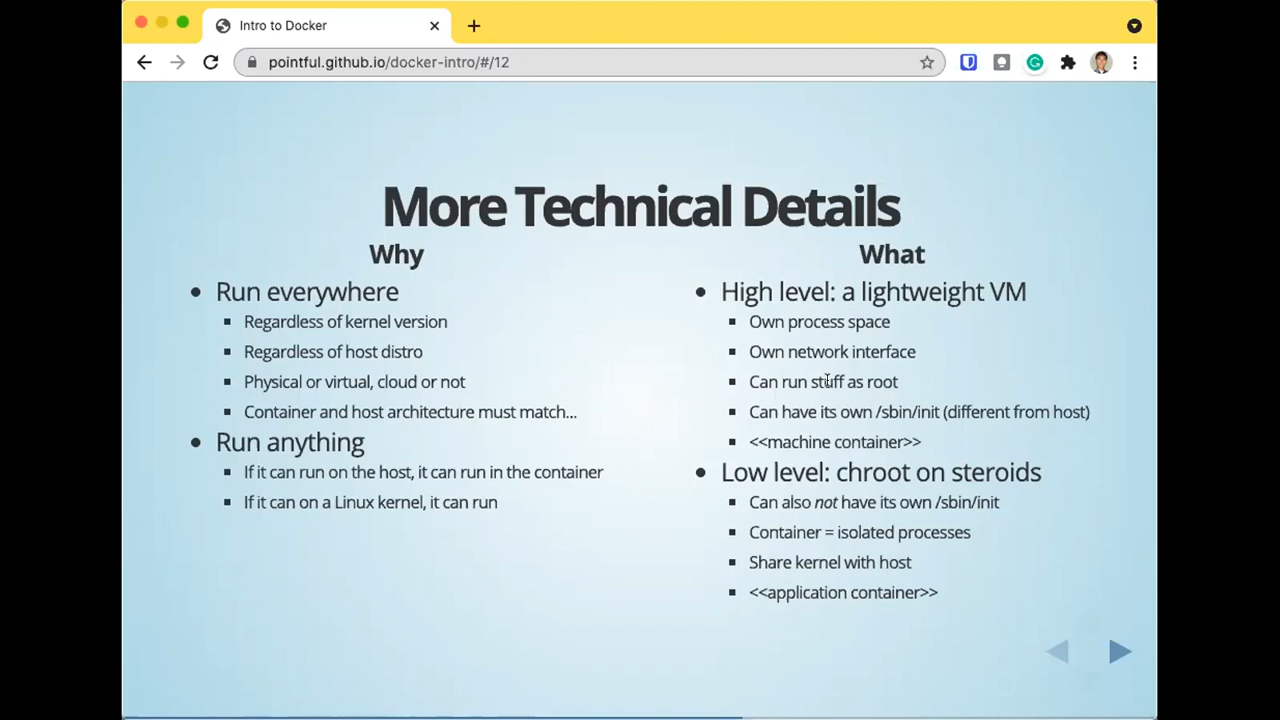 Intro to Docker
pointful.github.io/docker-intro/#/12
More Technical Details
Why
Run everywhere
Regardless of kernel version
Regardless of host distro
Physical or virtual, cloud or not
Container and host architecture must match...
Run anything
If it can run on the host, it can run in the container
If it can on a Linux kernel, it can run
What
High level: a lightweight VM
Own process space
Own network interface
Can run stuff as root
Can have its own /sbin/init (different from host)
<<machine container>>
Low level: chroot on steroids
Can also not have its own /sbin/init
Container = isolated processes
Share kernel with host
<<application container>>